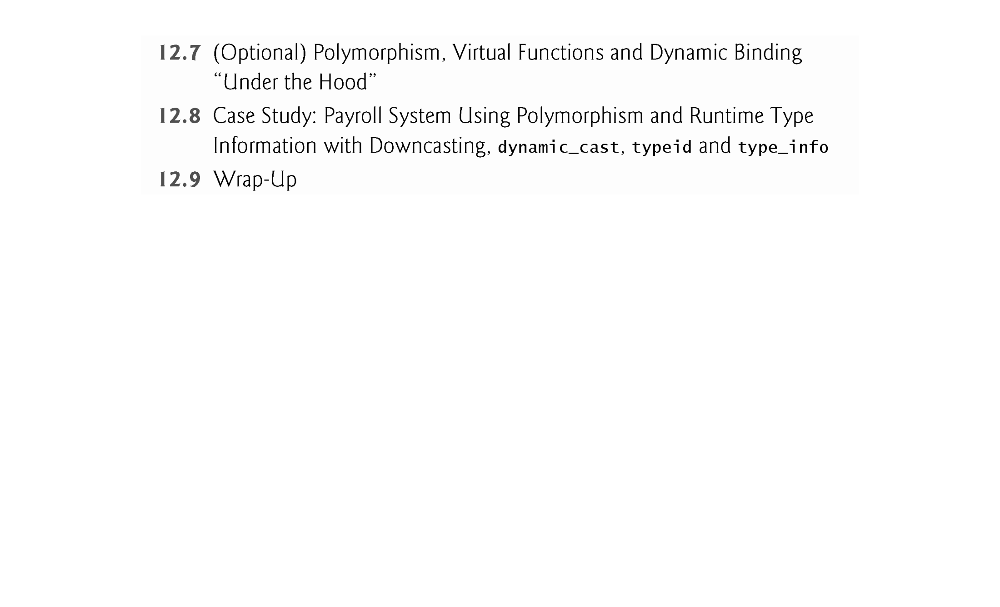 12.7 (Optional) Polymorphism, Virtual Functions and Dynamic Binding
“Under the Hood”
12.8 Case Study: Payroll System Using Polymorphism and Runtime Type
Information with Downcasting, dynamic_cast, typeid and type_info
12.9 Wrap-Up